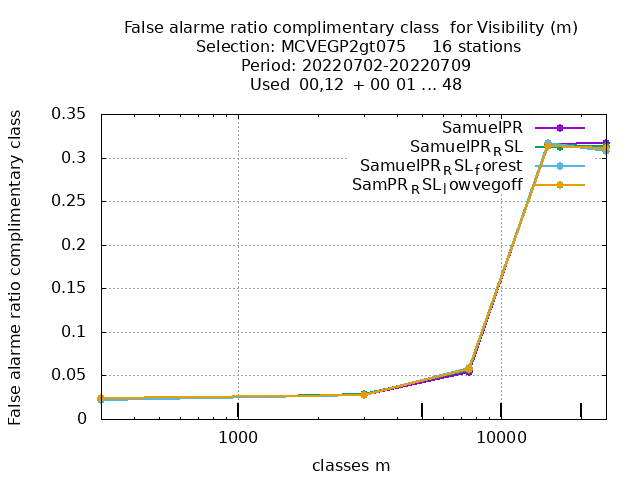 False alarme ratio complimentary class  for Visibility (m)
Selection: MCVEGP2gt075     16 stations
Period: 20220702-20220709
Used  00,12  + 00 01 ... 48
False alarme ratio complimentary class
0.35
0.3
0.25
0.2
0.15
0.1
0.05
0
SamuelPR
SamuelPR_RSL
SamuelPR_RSL_forest
SamPR_RSL_lowvegoff
1000
10000
classes m